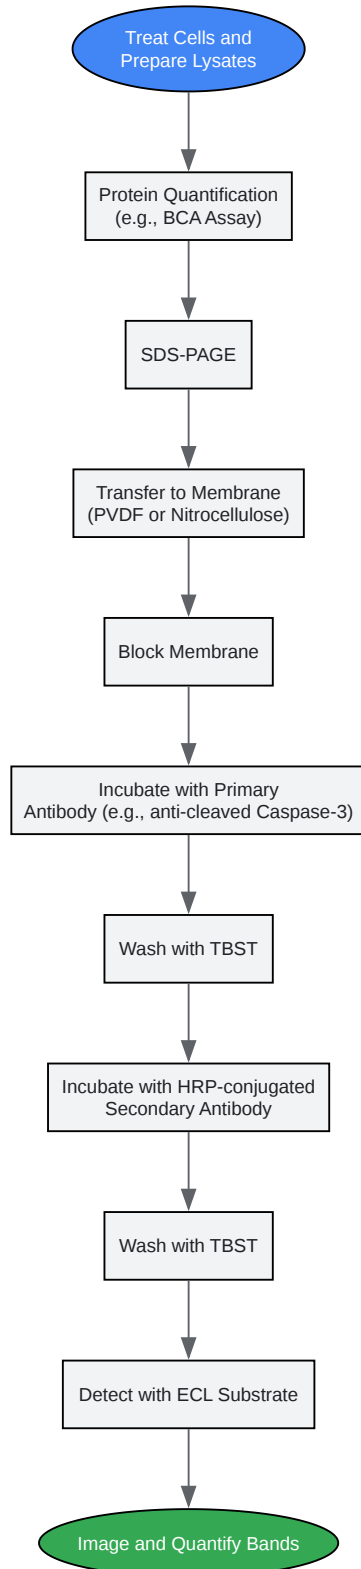 Treat Cells and
Prepare Lysates
Protein Quantification
(e.g., BCA Assay)
SDS-PAGE
Transfer to Membrane
(PVDF or Nitrocellulose)
Block Membrane
Incubate with Primary
Antibody (e.g., anti-cleaved Caspase-3)
Wash with TBST
Incubate with HRP-conjugated
Secondary Antibody
Wash with TBST
Detect with ECL Substrate
Image and Quantify Bands